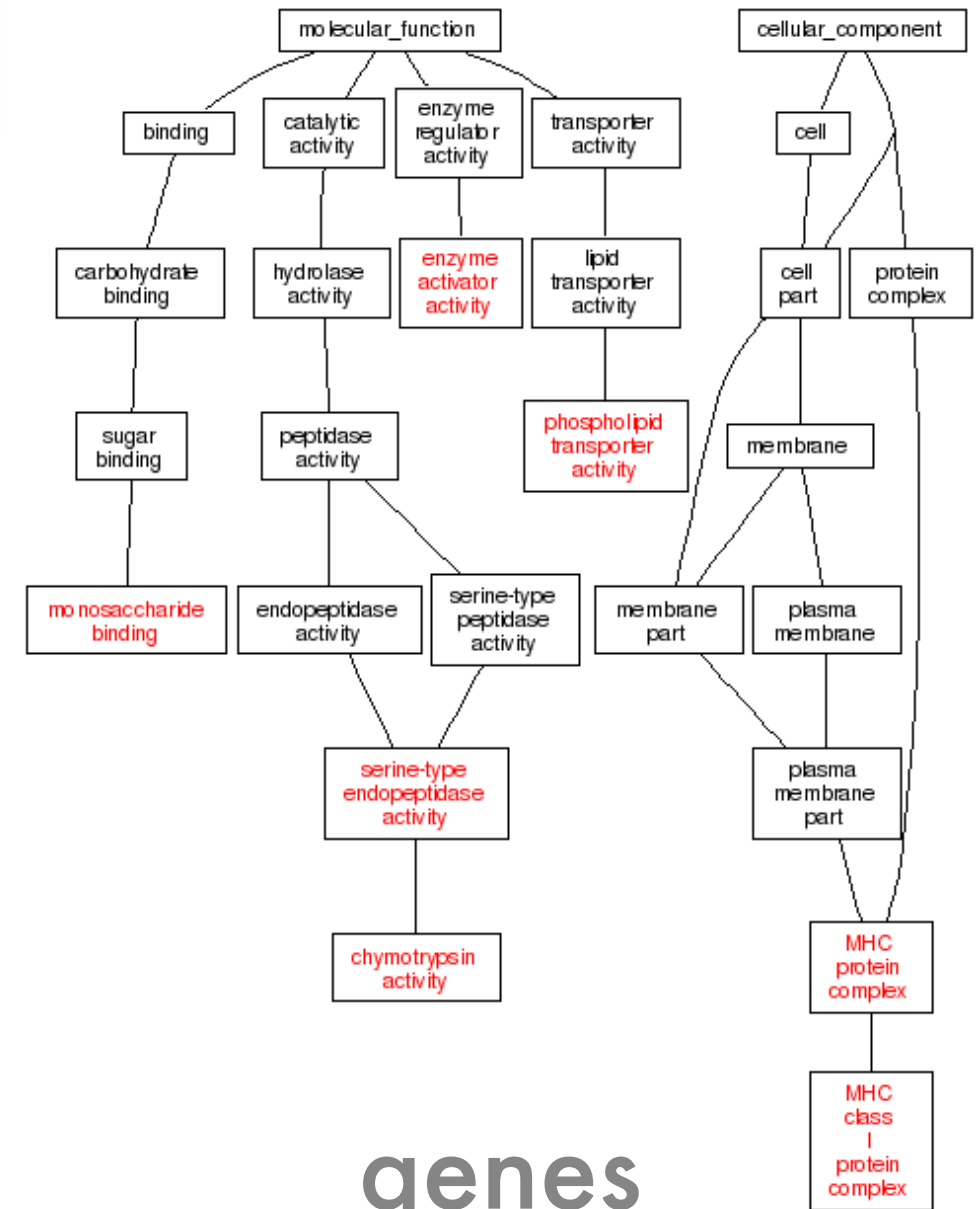 molecular_function
cellular_component
binding
catalytic
activity
enzyme
regulator
activity
transporter
activity
cell
carbohydrate
binding
hydrolase
activity
enzyme
activator
activity
lipid
transporter
activity
cell
part
protein
complex
sugar
binding
peptidase
activity
phospholipid
transporter
activity
membrane
monosaccharide
binding
endopeptidase
activity
serine-type
peptidase
activity
membrane
part
plasma
membrane
serine-type
endopeptidase
activity
plasma
membrane
part
chymotrypsin
activity
MHC
protein
complex
MHC
class
I
protein
complex
genes